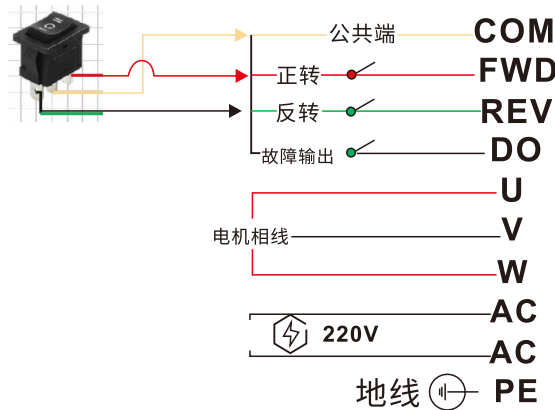 公共端 COM
正转 FWD
反转 REV
故障输出 DO
U
电机相线 V
W
AC
220V
AC
地线 PE